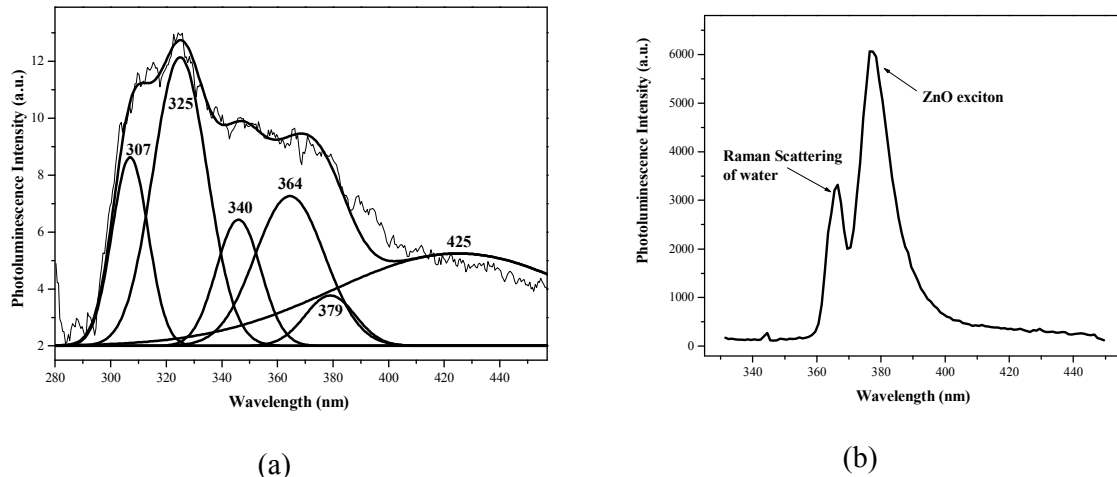 Photoluminescence Intensity (a.u.)
12
10
8
6
4
2
280 300 320 340 360 380 400 420 440
Wavelength (nm)
307
325
340
364
379
425
(a)
Photoluminescence Intensity (a.u.)
6000
5000
4000
3000
2000
1000
0
340 360 380 400 420 440
Wavelength (nm)
ZnO exciton
Raman Scattering
of water
(b)